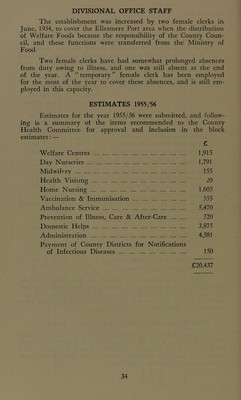 DIVISIONAL OFFICE STAFF
The establishment was increased by two female clerks in
June, 1954, to cover the Ellesmere Port area when the distribution
of Welfare Foods became the responsibility of the County Coun-
cil, and these functions were transferred from the Ministry of
Food.
Two female clerks have had somewhat prolonged absences
from duty owing to illness, and one was still absent at the end
of the year. A "temporary" female clerk has been employed
for the most of the year to cover these absences, and is still em-
ployed in this capacity.
ESTIMATES 1955/56
Estimates for the year 1955/56 were submitted, and follow-
ing is a summary of the items recommended to the County
Health Committee for approval and inclusion in the block
estimates:—
£
Welfare Centres 1,915
Day Nurseries 1,791
Midwifery 155
Health Visiting
Home Nursing 1,605
Vaccination & Immunisation 555
Ambulance Service 5,470
Prevention of Illness, Care & After-Care
Domestic Helps 3,875
Administration 4,381
Payment of County Districts for Notifications
of Infectious Diseases 150
£20,437
34